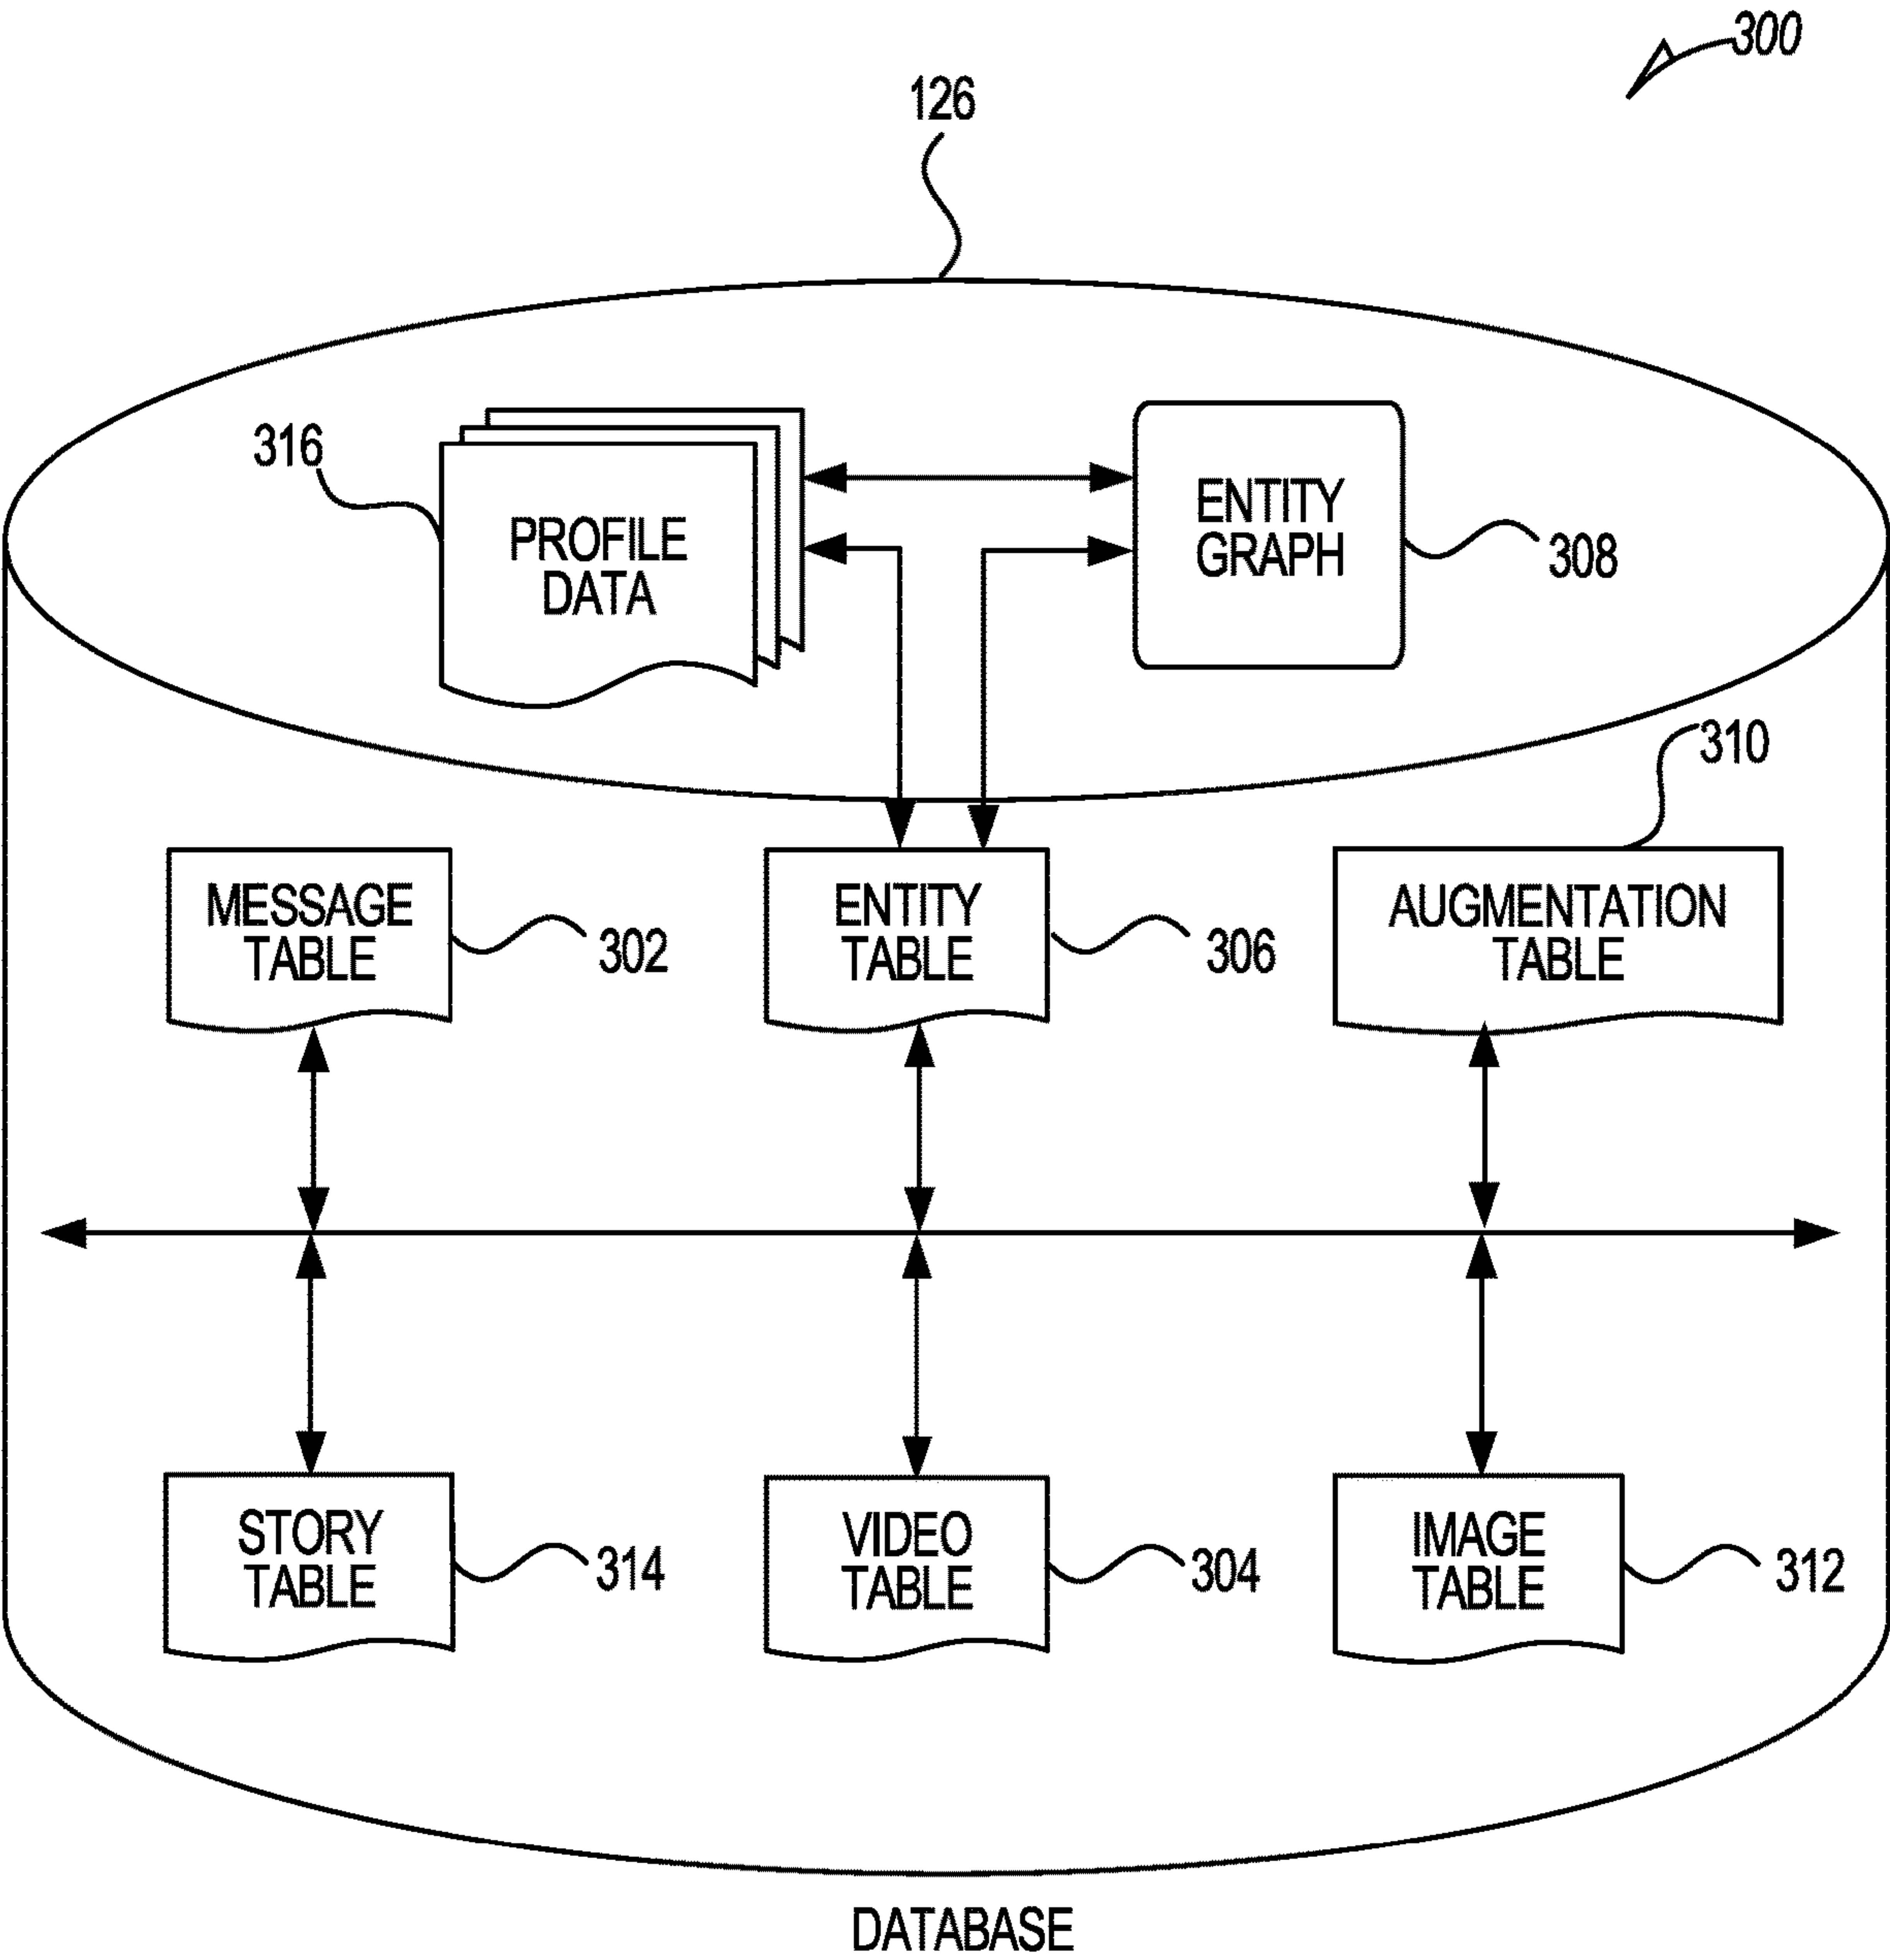 300
126
316
PROFILE
DATA
ENTITY
GRAPH
308
310
MESSAGE
TABLE
302
ENTITY
TABLE
306
AUGMENTATION
TABLE
STORY
TABLE
314
VIDEO
TABLE
304
IMAGE
TABLE
312
DATABASE